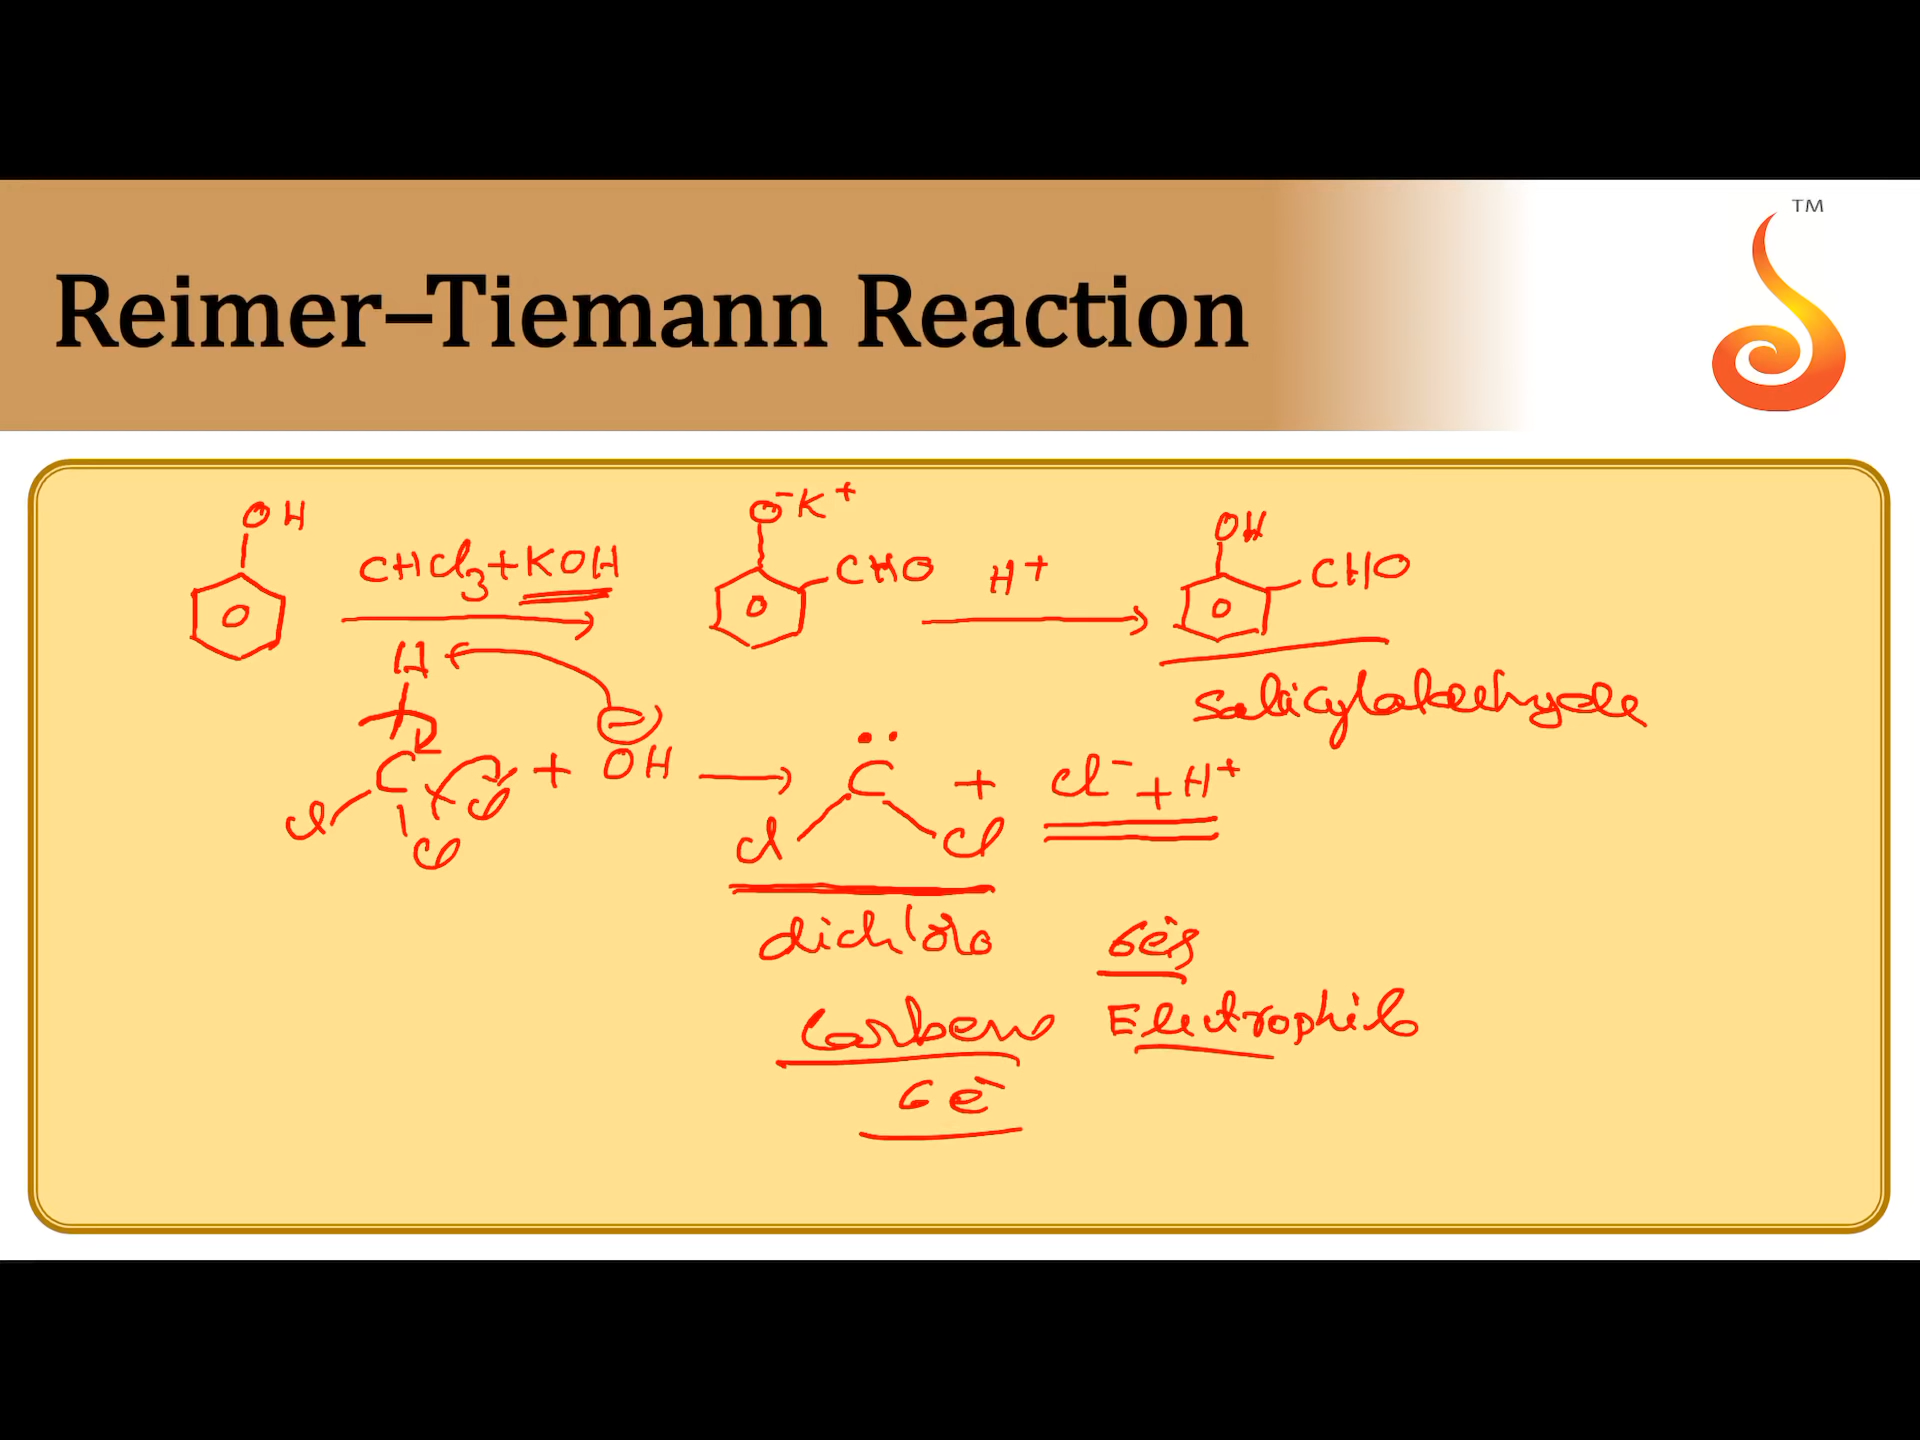 TM
Reimer–Tiemann Reaction
OH
CHCl3+KOH
O-K+
CHO
H+
OH
CHO
Salicylaldehyde
H
C
Cl
Cl
Cl
+ OH
C
Cl
Cl
+ Cl- + H+
dichloro
6e-s
Carbene
Electrophile
6 e-